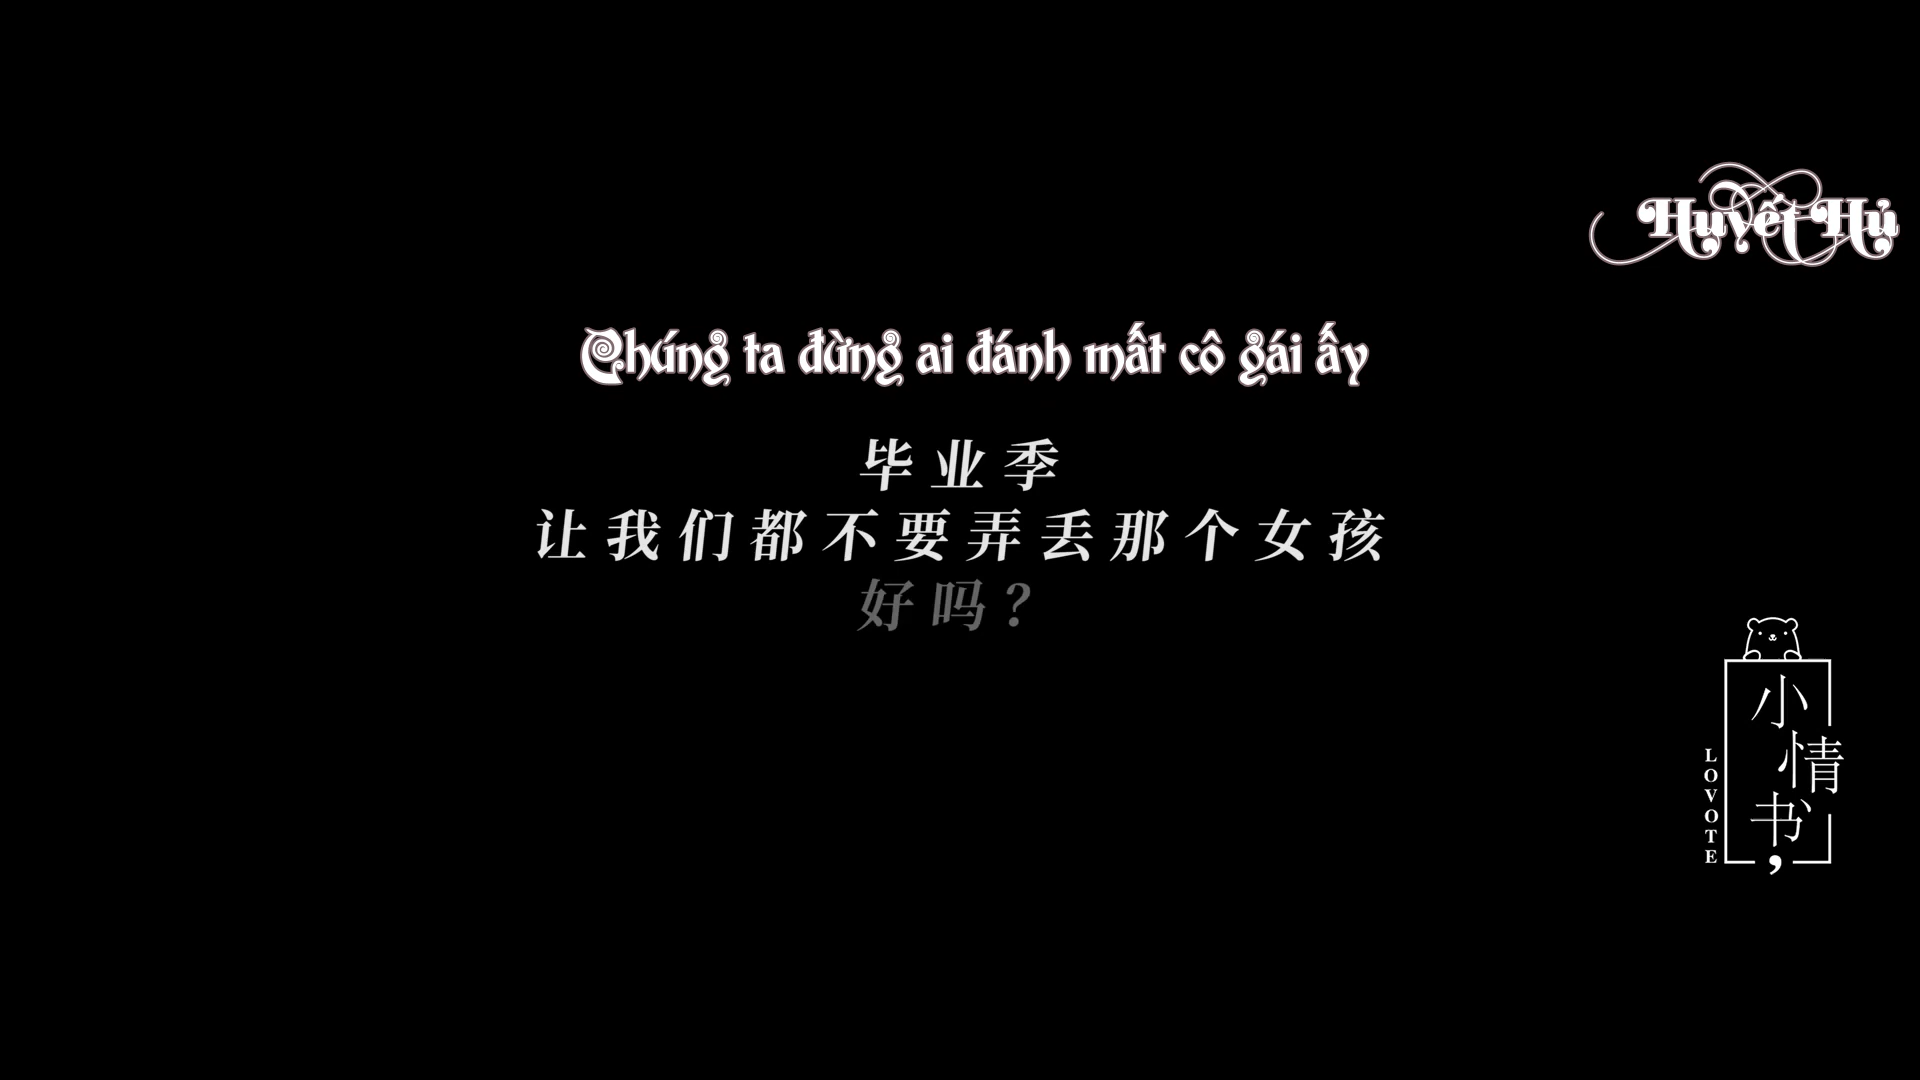 Huyết Hủ
Chúng ta đừng ai đánh mất cô gái ấy
毕业季
让我们都不要弄丢那个女孩
好吗？
小情书,
LOVOTE